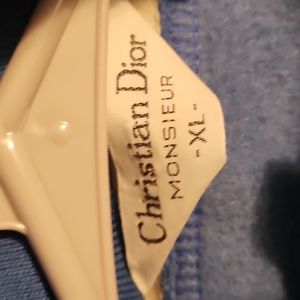 Christian Dior
MONSIEUR
-XL-